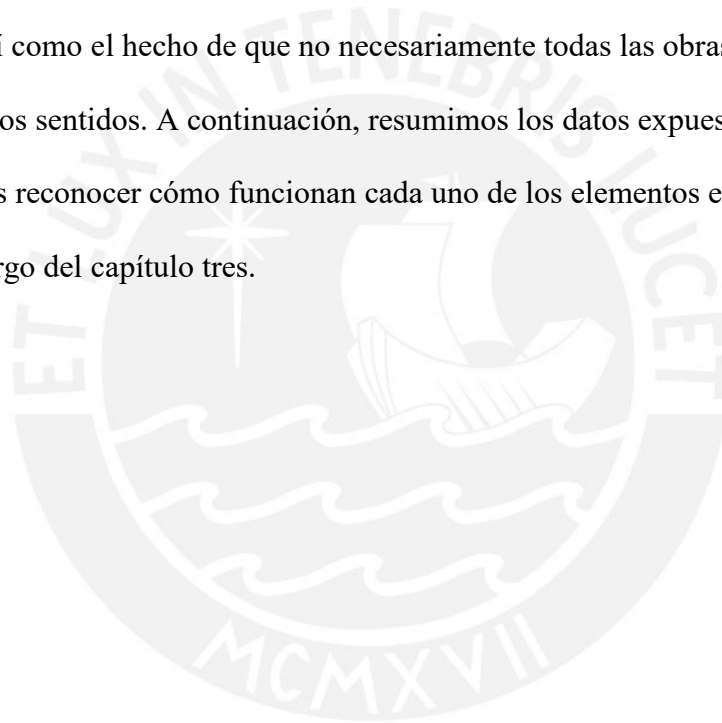 í como el hecho de que no necesariamente todas las obras
os sentidos. A continuación, resumimos los datos expues
s reconocer cómo funcionan cada uno de los elementos e
rgo del capítulo tres.
ET LUX IN TENEBRIS LUCET
MCMXVII